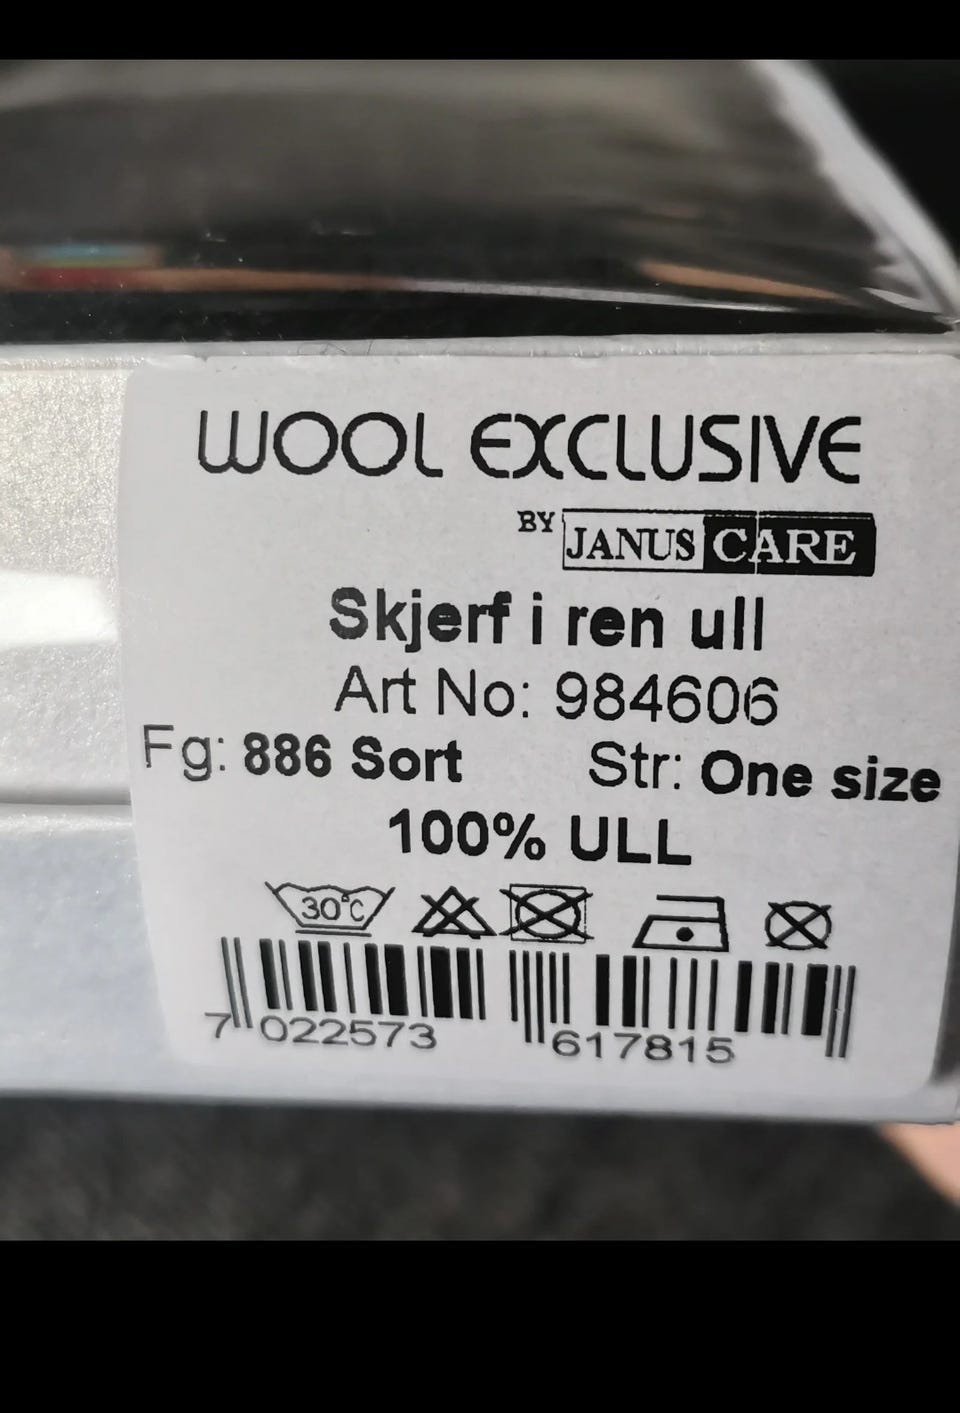 WOOL EXCLUSIVE
BY JANUS CARE
Skjerf i ren ull
Art No: 984606
Fg: 886 Sort Str: One size
100% ULL
30°C
7 022573 617815